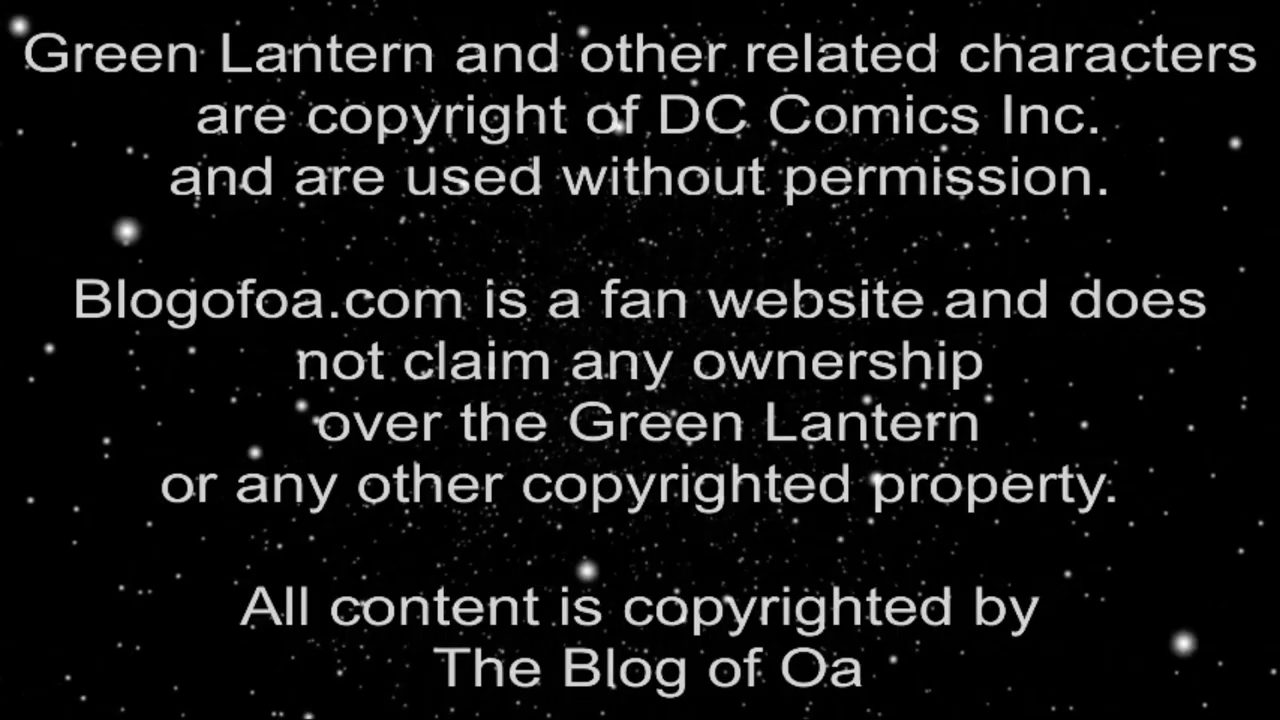 Green Lantern and other related characters
are copyright of DC Comics Inc.
and are used without permission.
Blogofoa.com is a fan website and does
not claim any ownership
over the Green Lantern
or any other copyrighted property.
All content is copyrighted by
The Blog of Oa